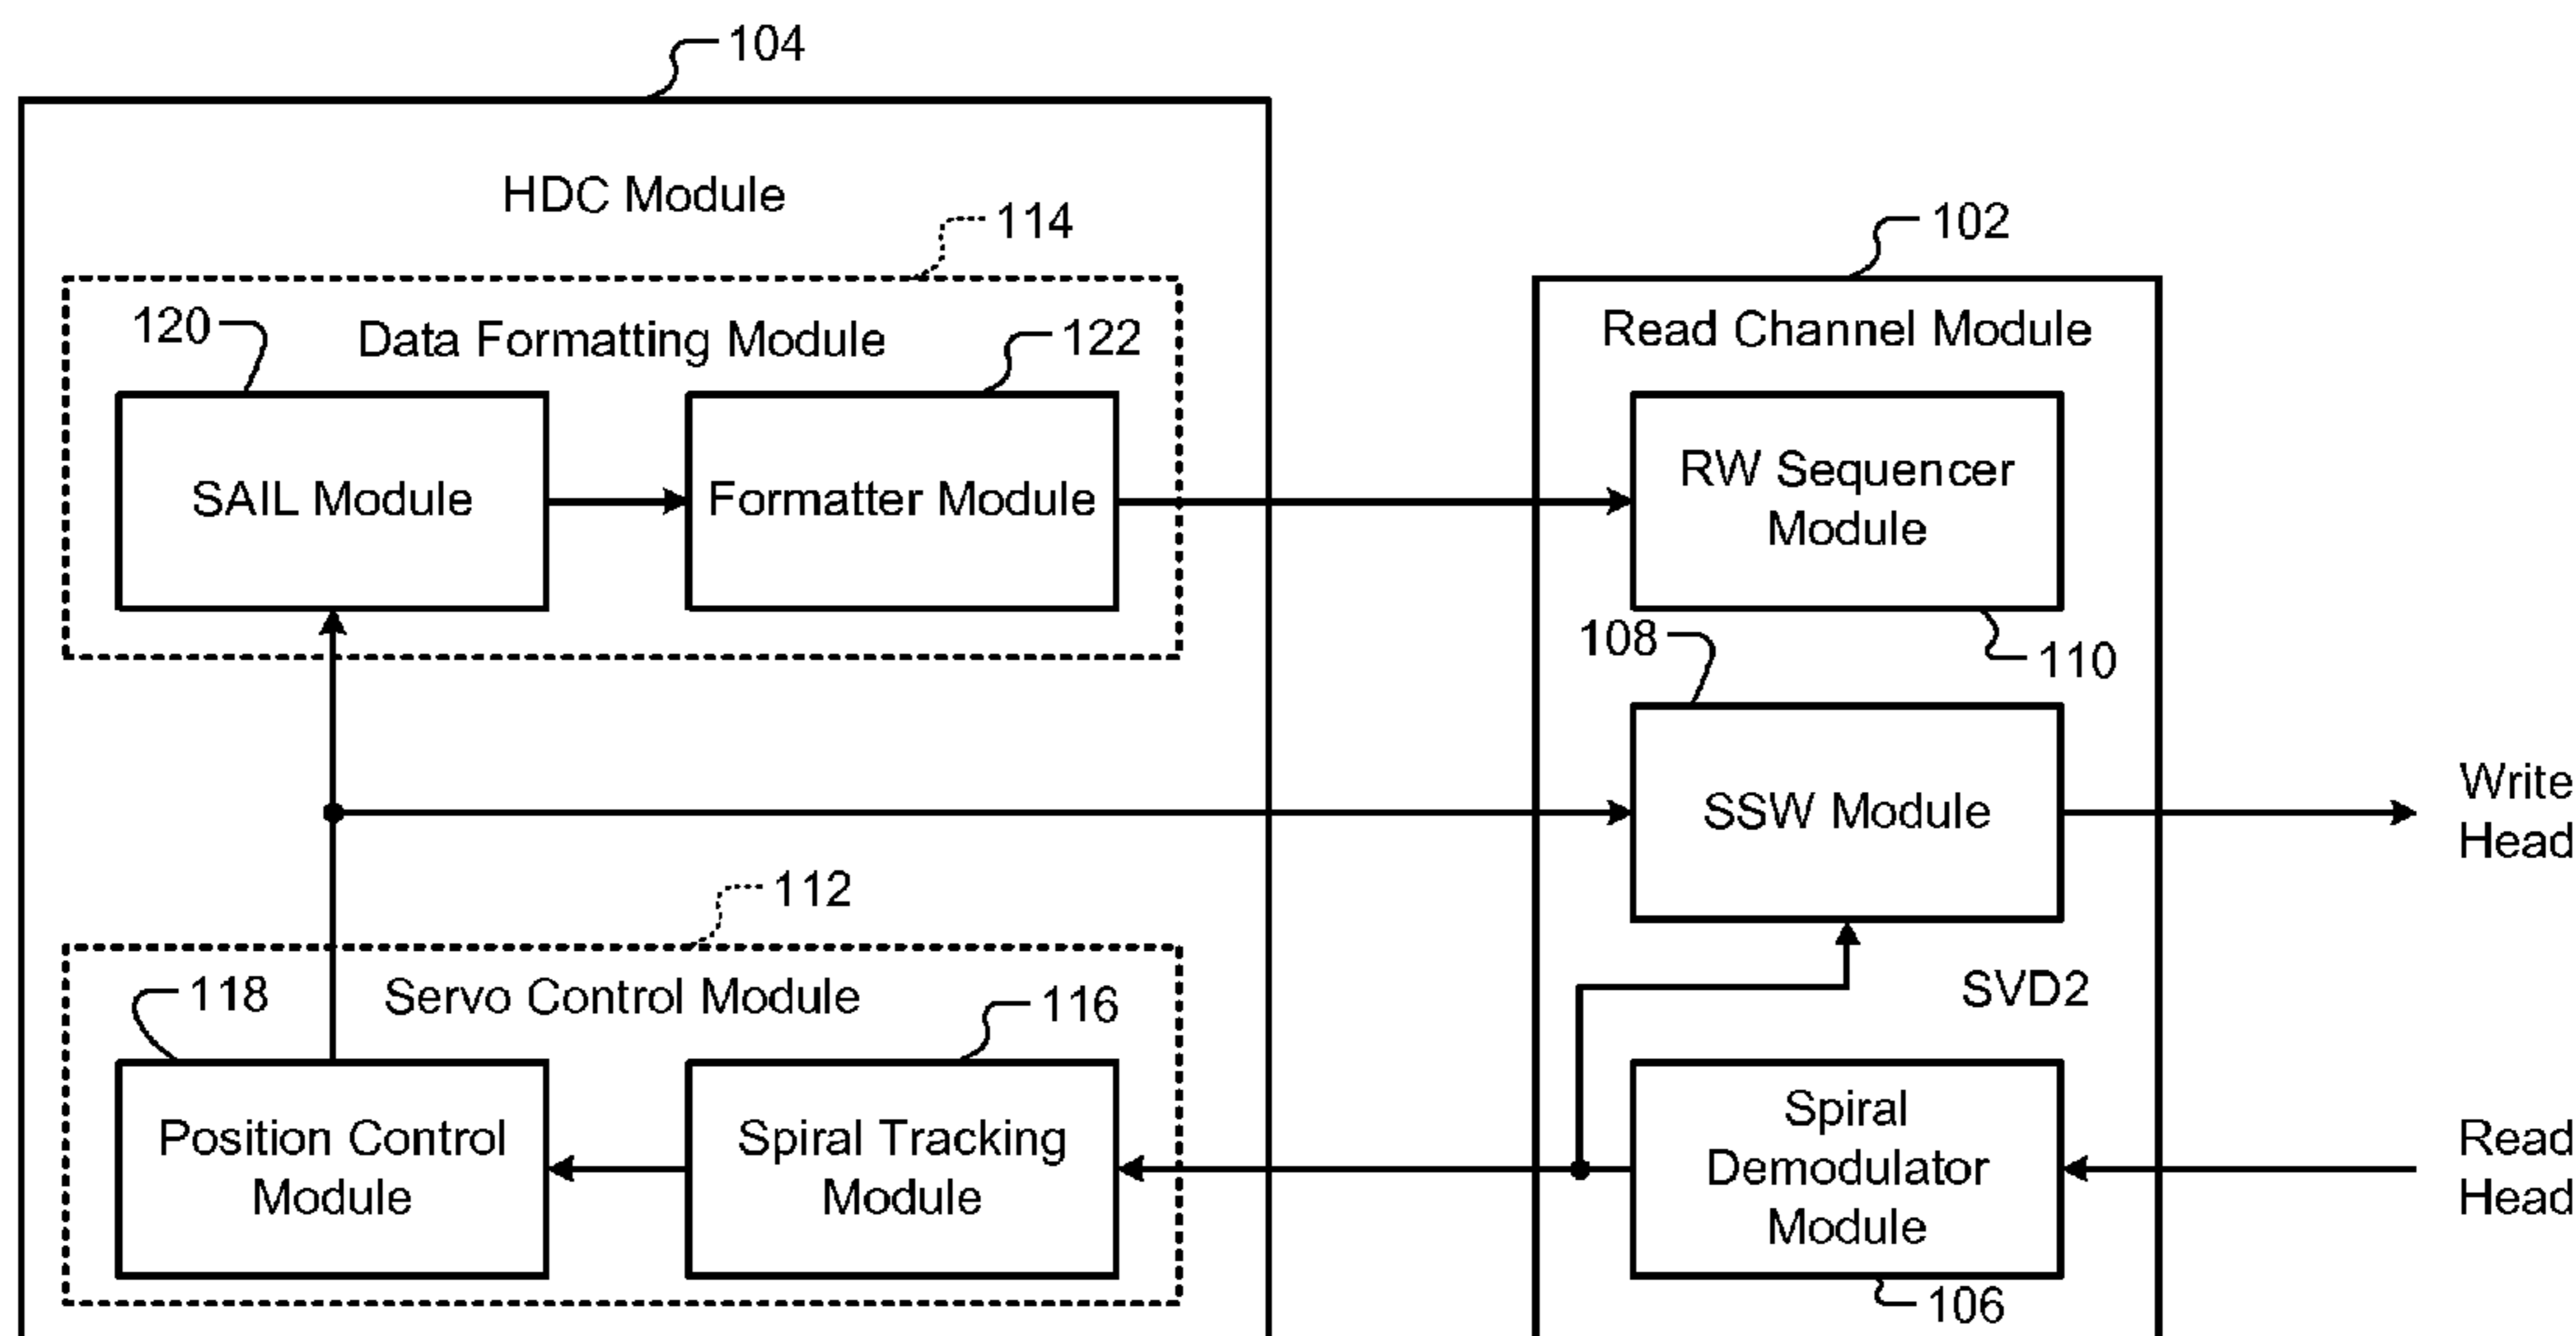 104
HDC Module
114
102
120
Data Formatting Module
122
Read Channel Module
SAIL Module
Formatter Module
RW Sequencer
Module
108
110
SSW Module
Write
Head
112
118
Servo Control Module
116
SVD2
Position Control
Module
Spiral Tracking
Module
Spiral
Demodulator
Module
Read
Head
106